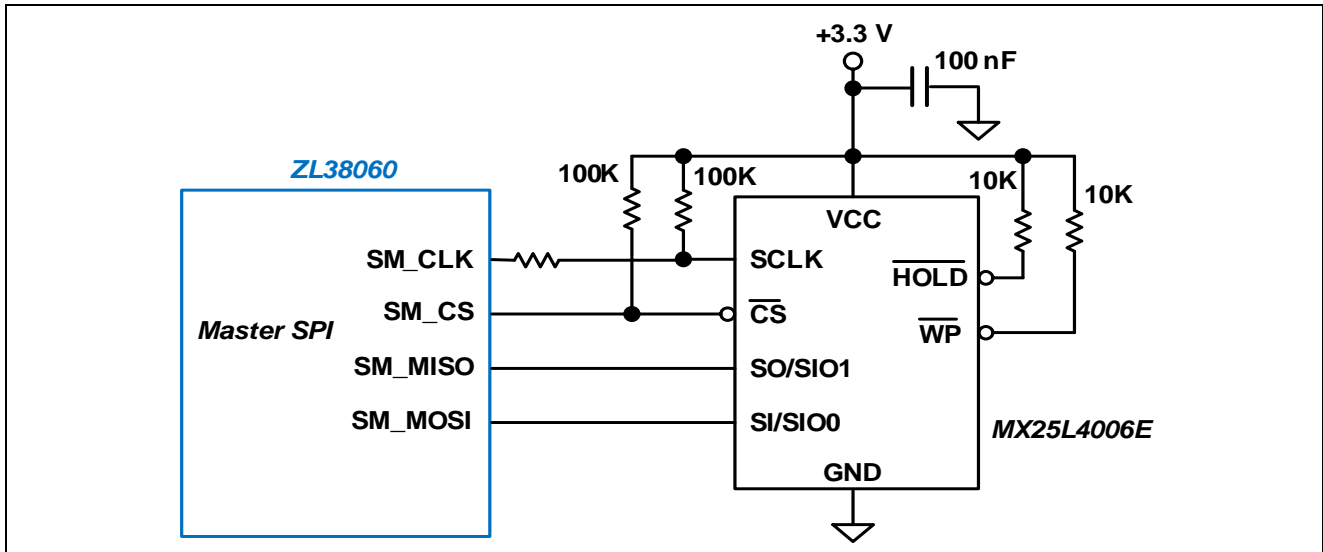 +3.3 V
100 nF
ZL38060
100K
100K
10K
10K
VCC
SM_CLK
SCLK
HOLD
SM_CS
CS
Master SPI
WP
SM_MISO
SO/SIO1
SM_MOSI
SI/SIO0
MX25L4006E
GND